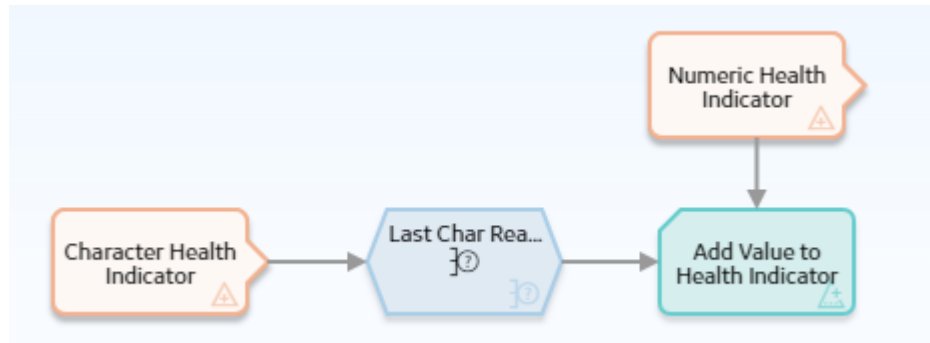 Numeric Health
Indicator
Character Health
Indicator
Last Char Rea...
Add Value to
Health Indicator